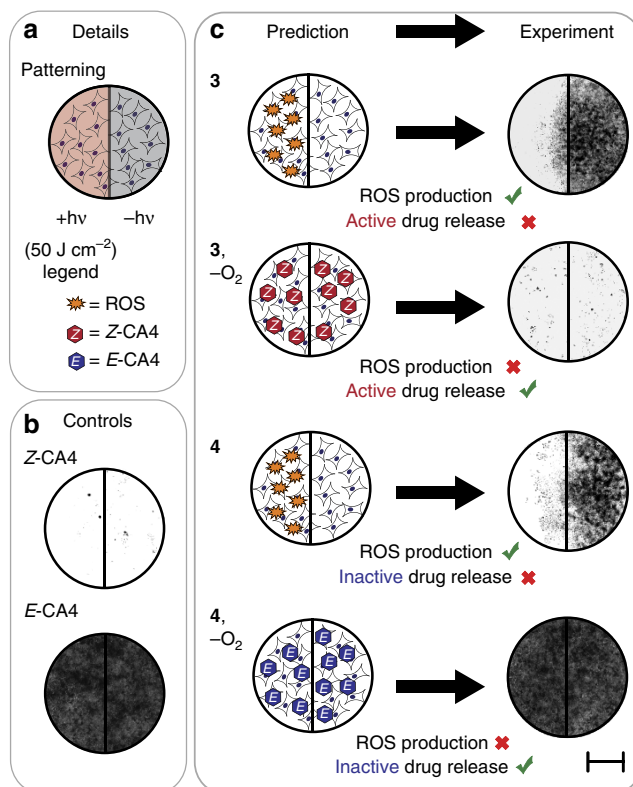 a
Details
Patterning
+hν
−hν
(50 J cm⁻²)
legend
= ROS
Z = Z-CA4
E = E-CA4
b
Controls
Z-CA4
E-CA4
c
Prediction
Experiment
3
ROS production ✓
Active drug release ✖
3,
−O₂
Z Z Z Z Z Z Z Z
ROS production ✖
Active drug release ✓
4
ROS production ✓
Inactive drug release ✖
4,
−O₂
E E E E E E E E E E
ROS production ✖
Inactive drug release ✓